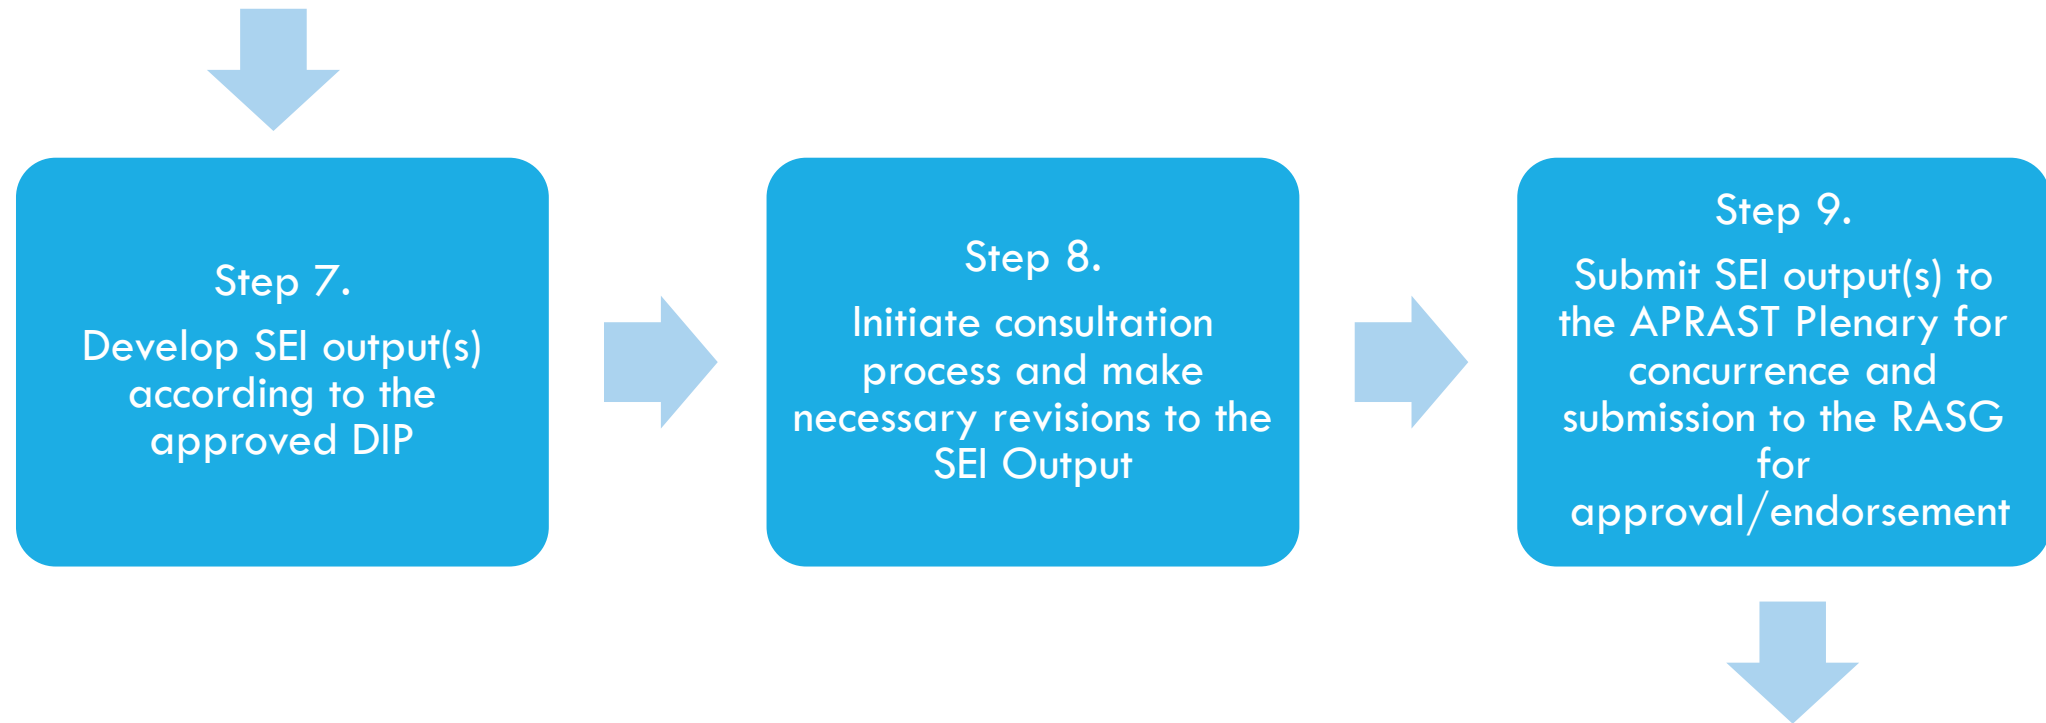 Step 7.
Develop SEI output(s)
according to the
approved DIP
Step 8.
Initiate consultation
process and make
necessary revisions to the
SEI Output
Step 9.
Submit SEI output(s) to
the APRAST Plenary for
concurrence and
submission to the RASG
for
approval/endorsement